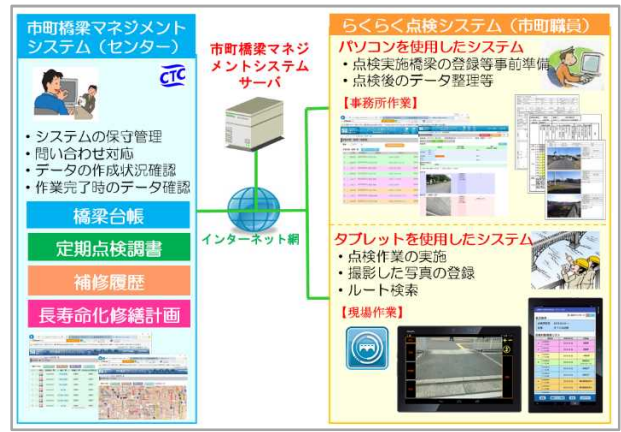 市町橋梁マネジメント
システム（センター）
CTC
・システムの保守管理
・問い合わせ対応
・データの作成状況確認
・作業完了時のデータ確認
橋梁台帳
定期点検調書
補修履歴
長寿命化修繕計画
市町橋梁マネジ
メントシステム
サーバ
インターネット網
らくらく点検システム（市町職員）
パソコンを使用したシステム
・点検実施橋梁の登録等事前準備
・点検後のデータ整理等
【事務所作業】
タブレットを使用したシステム
・点検作業の実施
・撮影した写真の登録
・ルート検索
【現場作業】